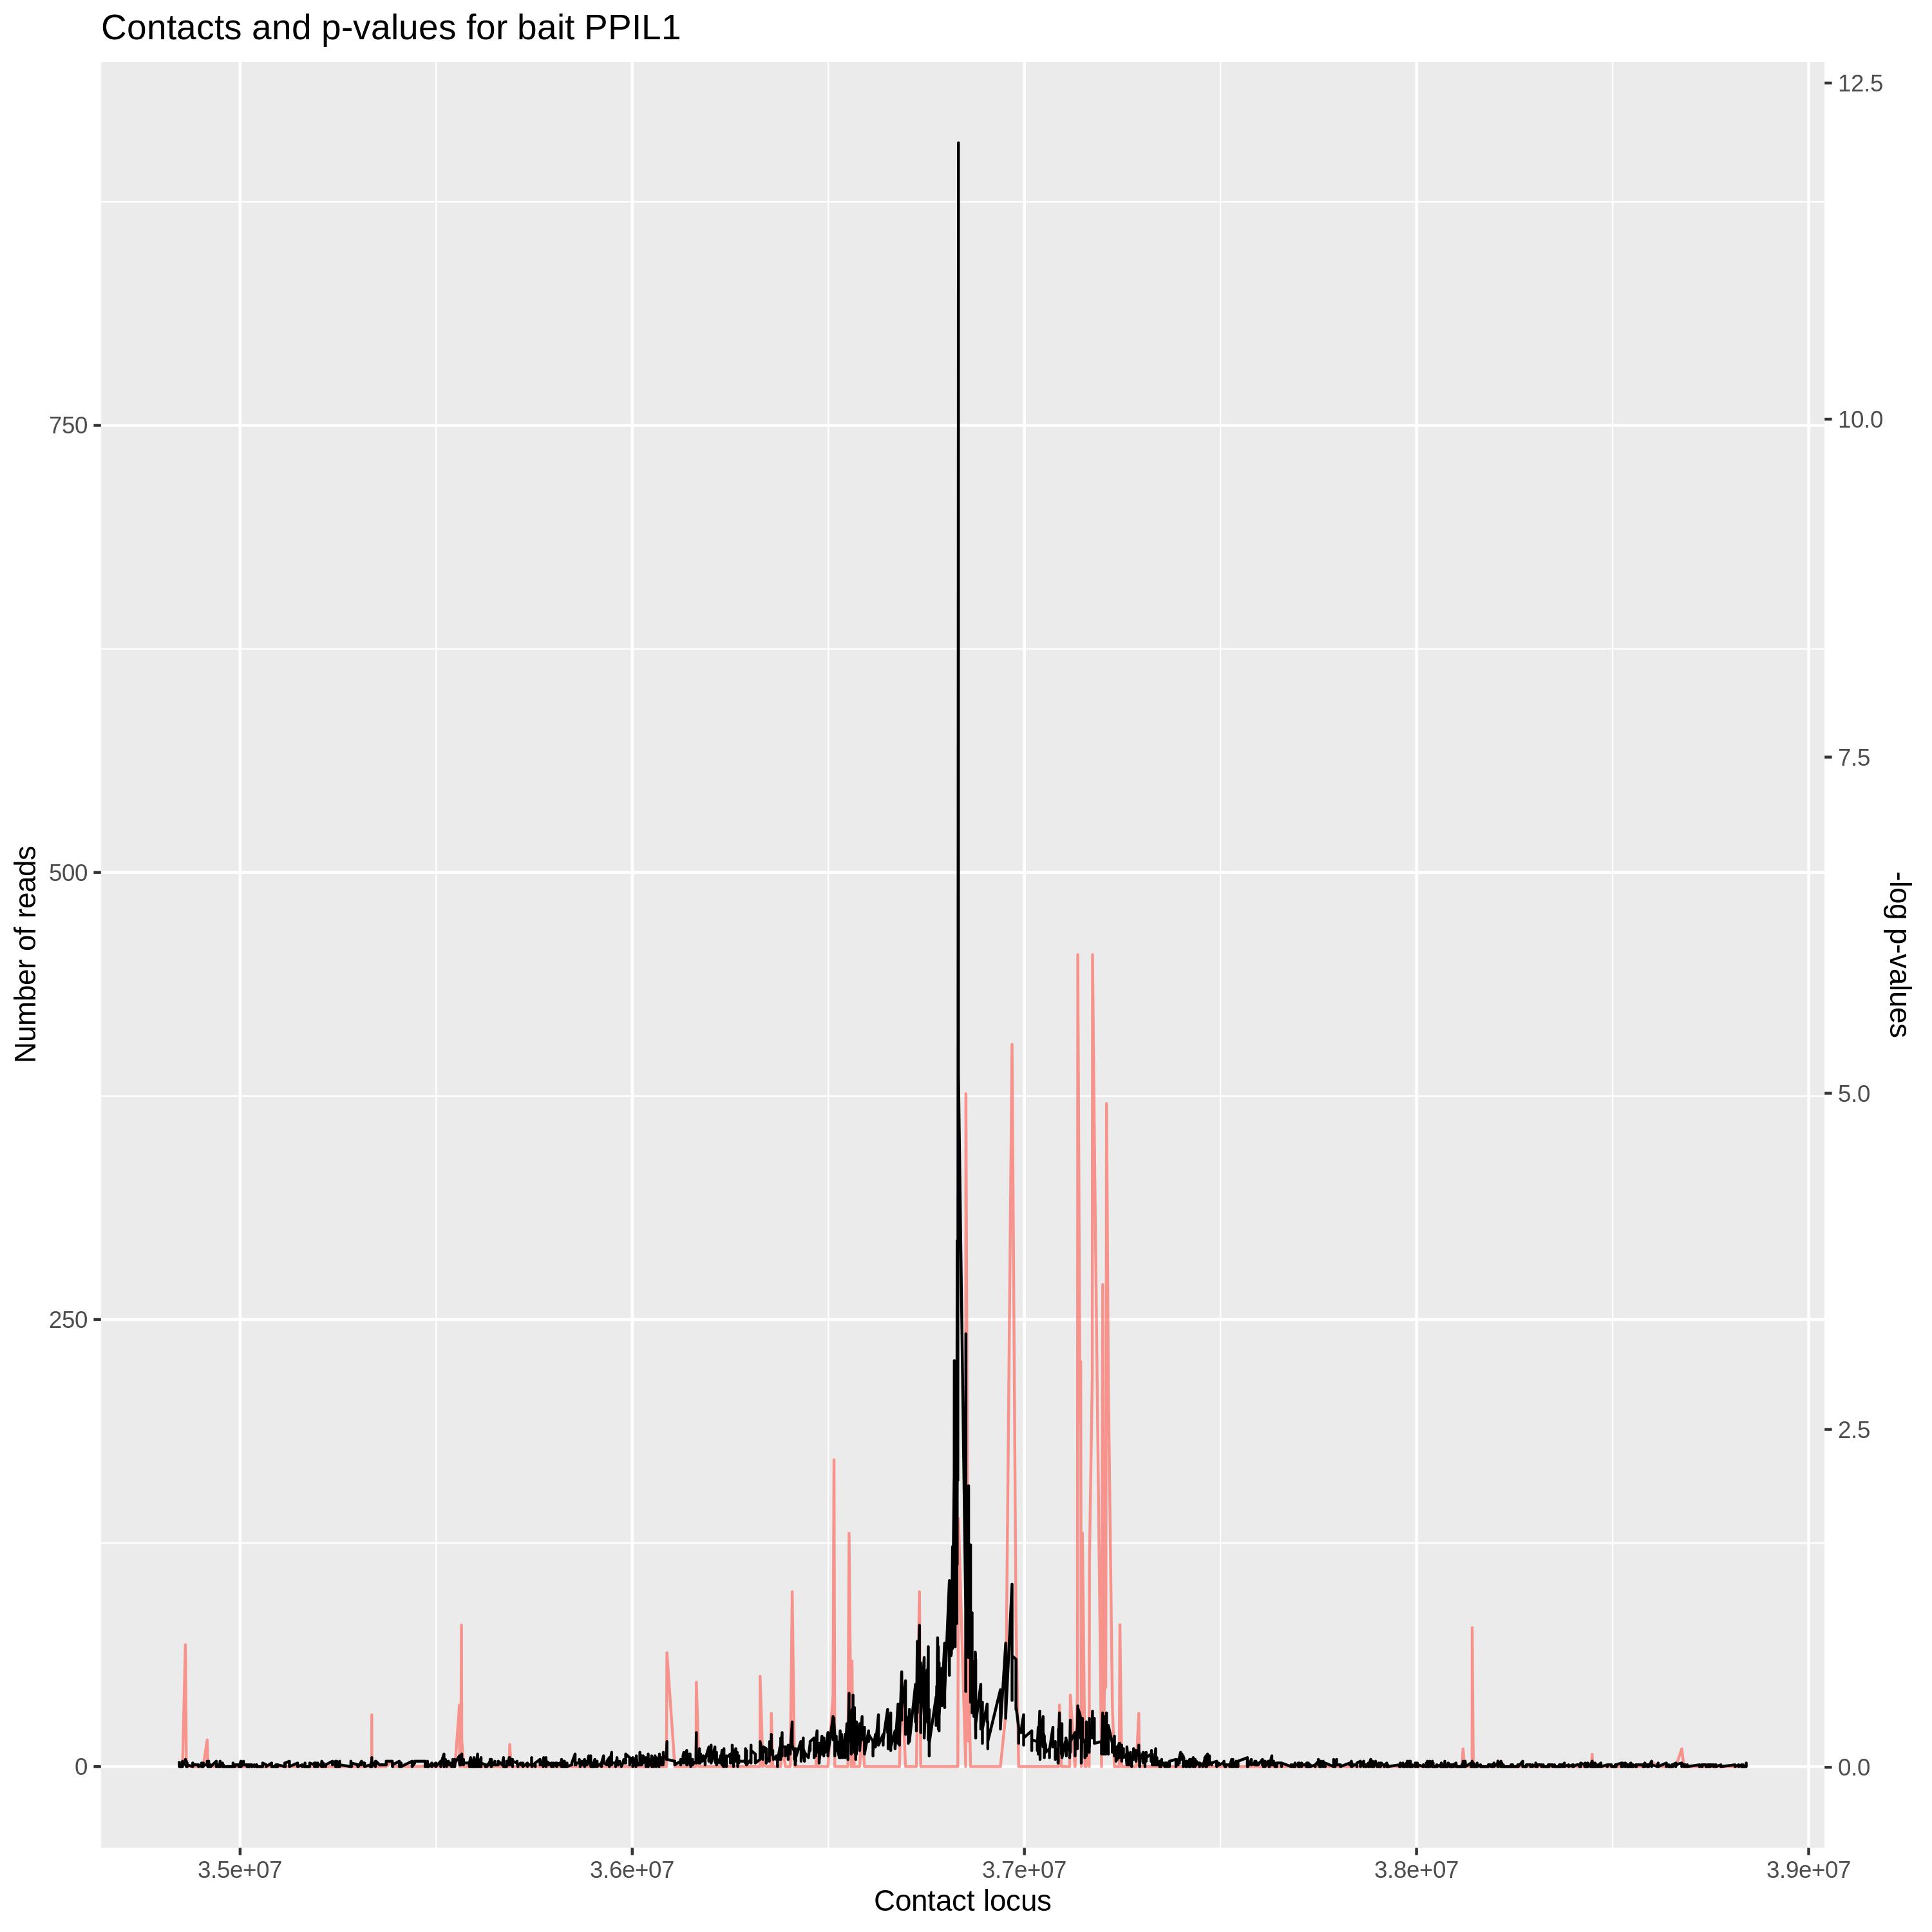 Contacts and p-values for bait PPIL1
12.5
10.0
7.5
5.0
2.5
0.0
-log p-values
750
500
250
0
Number of reads
3.5e+07 3.6e+07 3.7e+07 3.8e+07 3.9e+07
Contact locus